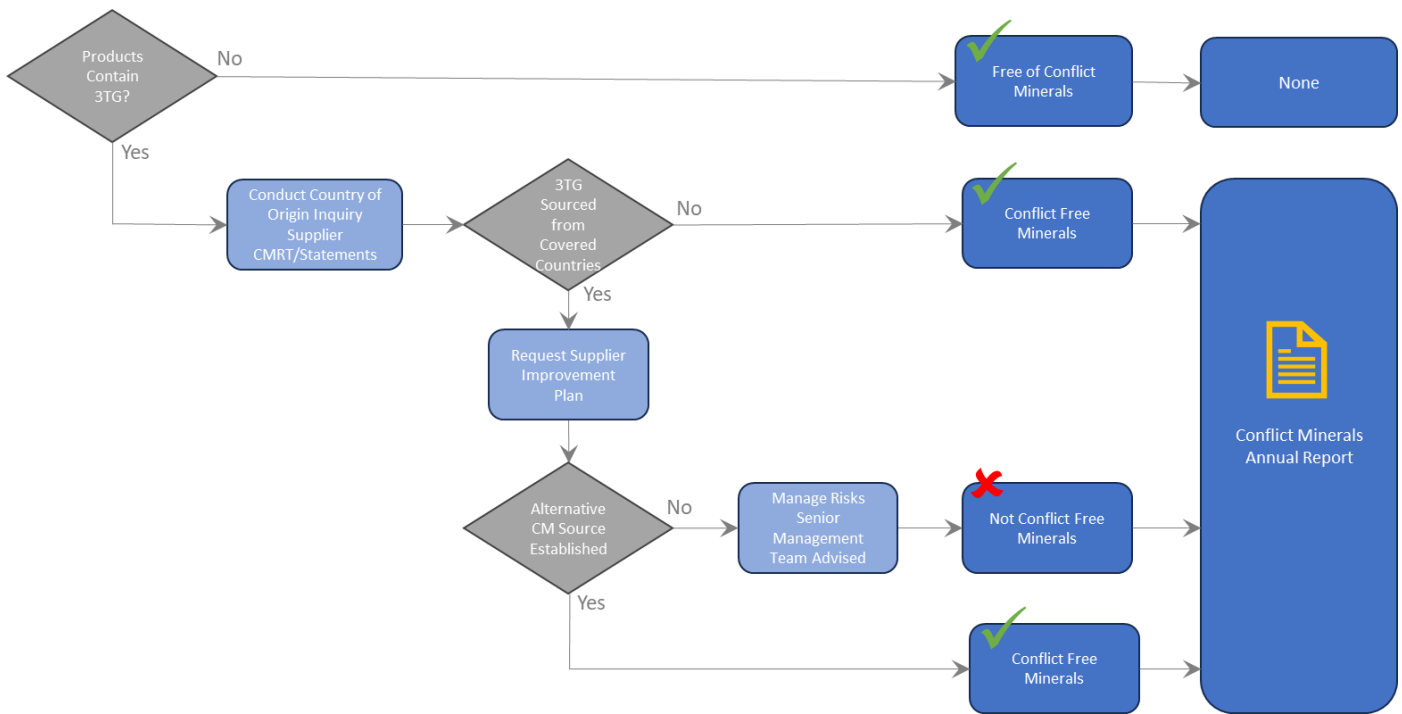 Products
Contain
3TG?
No
Free of Conflict
Minerals
None
Yes
Conduct Country of
Origin Inquiry
Supplier
CMRT/Statements
3TG
Sourced
from
Covered
Countries
No
Conflict Free
Minerals
Yes
Request Supplier
Improvement
Plan
Conflict Minerals
Annual Report
Alternative
CM Source
Established
No
Manage Risks
Senior
Management
Team Advised
Not Conflict Free
Minerals
Yes
Conflict Free
Minerals